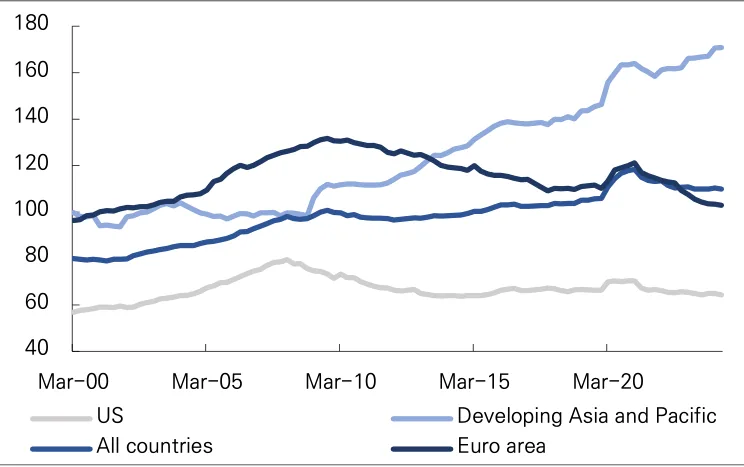 180
160
140
120
100
80
60
40
Mar-00 Mar-05 Mar-10 Mar-15 Mar-20
US Developing Asia and Pacific
All countries Euro area